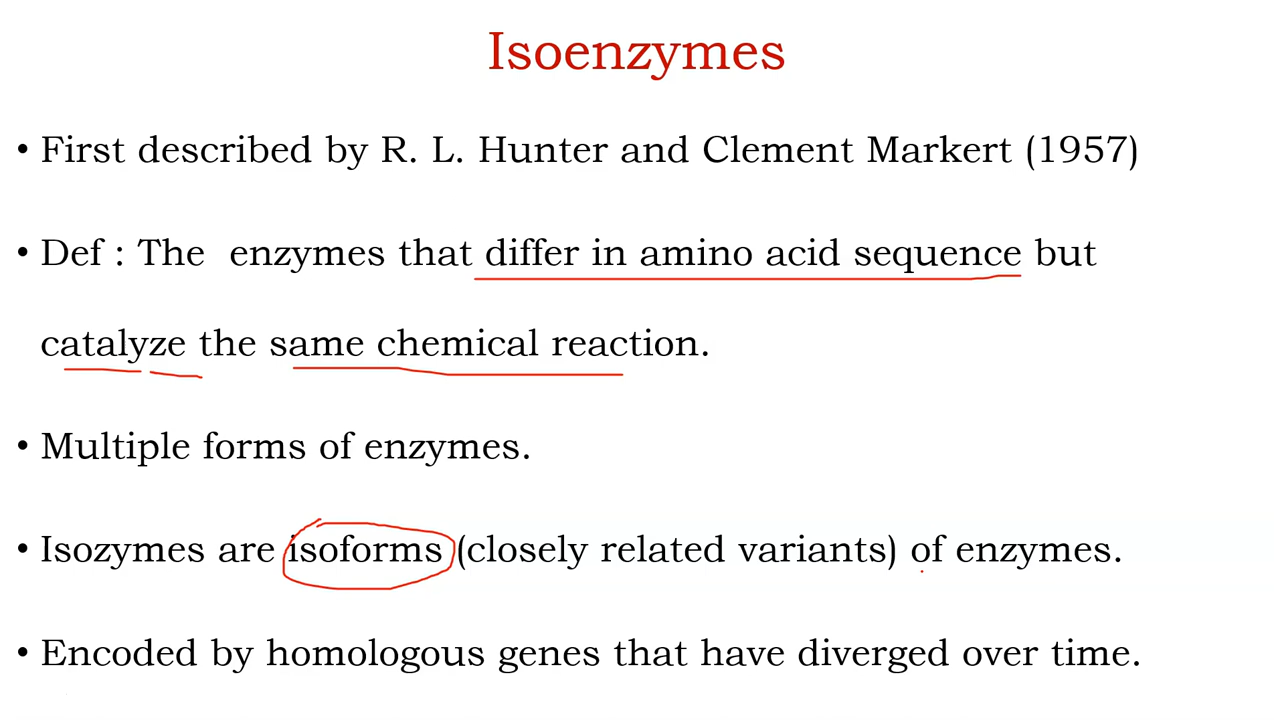 Isoenzymes
• First described by R. L. Hunter and Clement Markert (1957)
• Def : The enzymes that differ in amino acid sequence but
catalyze the same chemical reaction.
• Multiple forms of enzymes.
• Isozymes are isoforms (closely related variants) of enzymes.
• Encoded by homologous genes that have diverged over time.